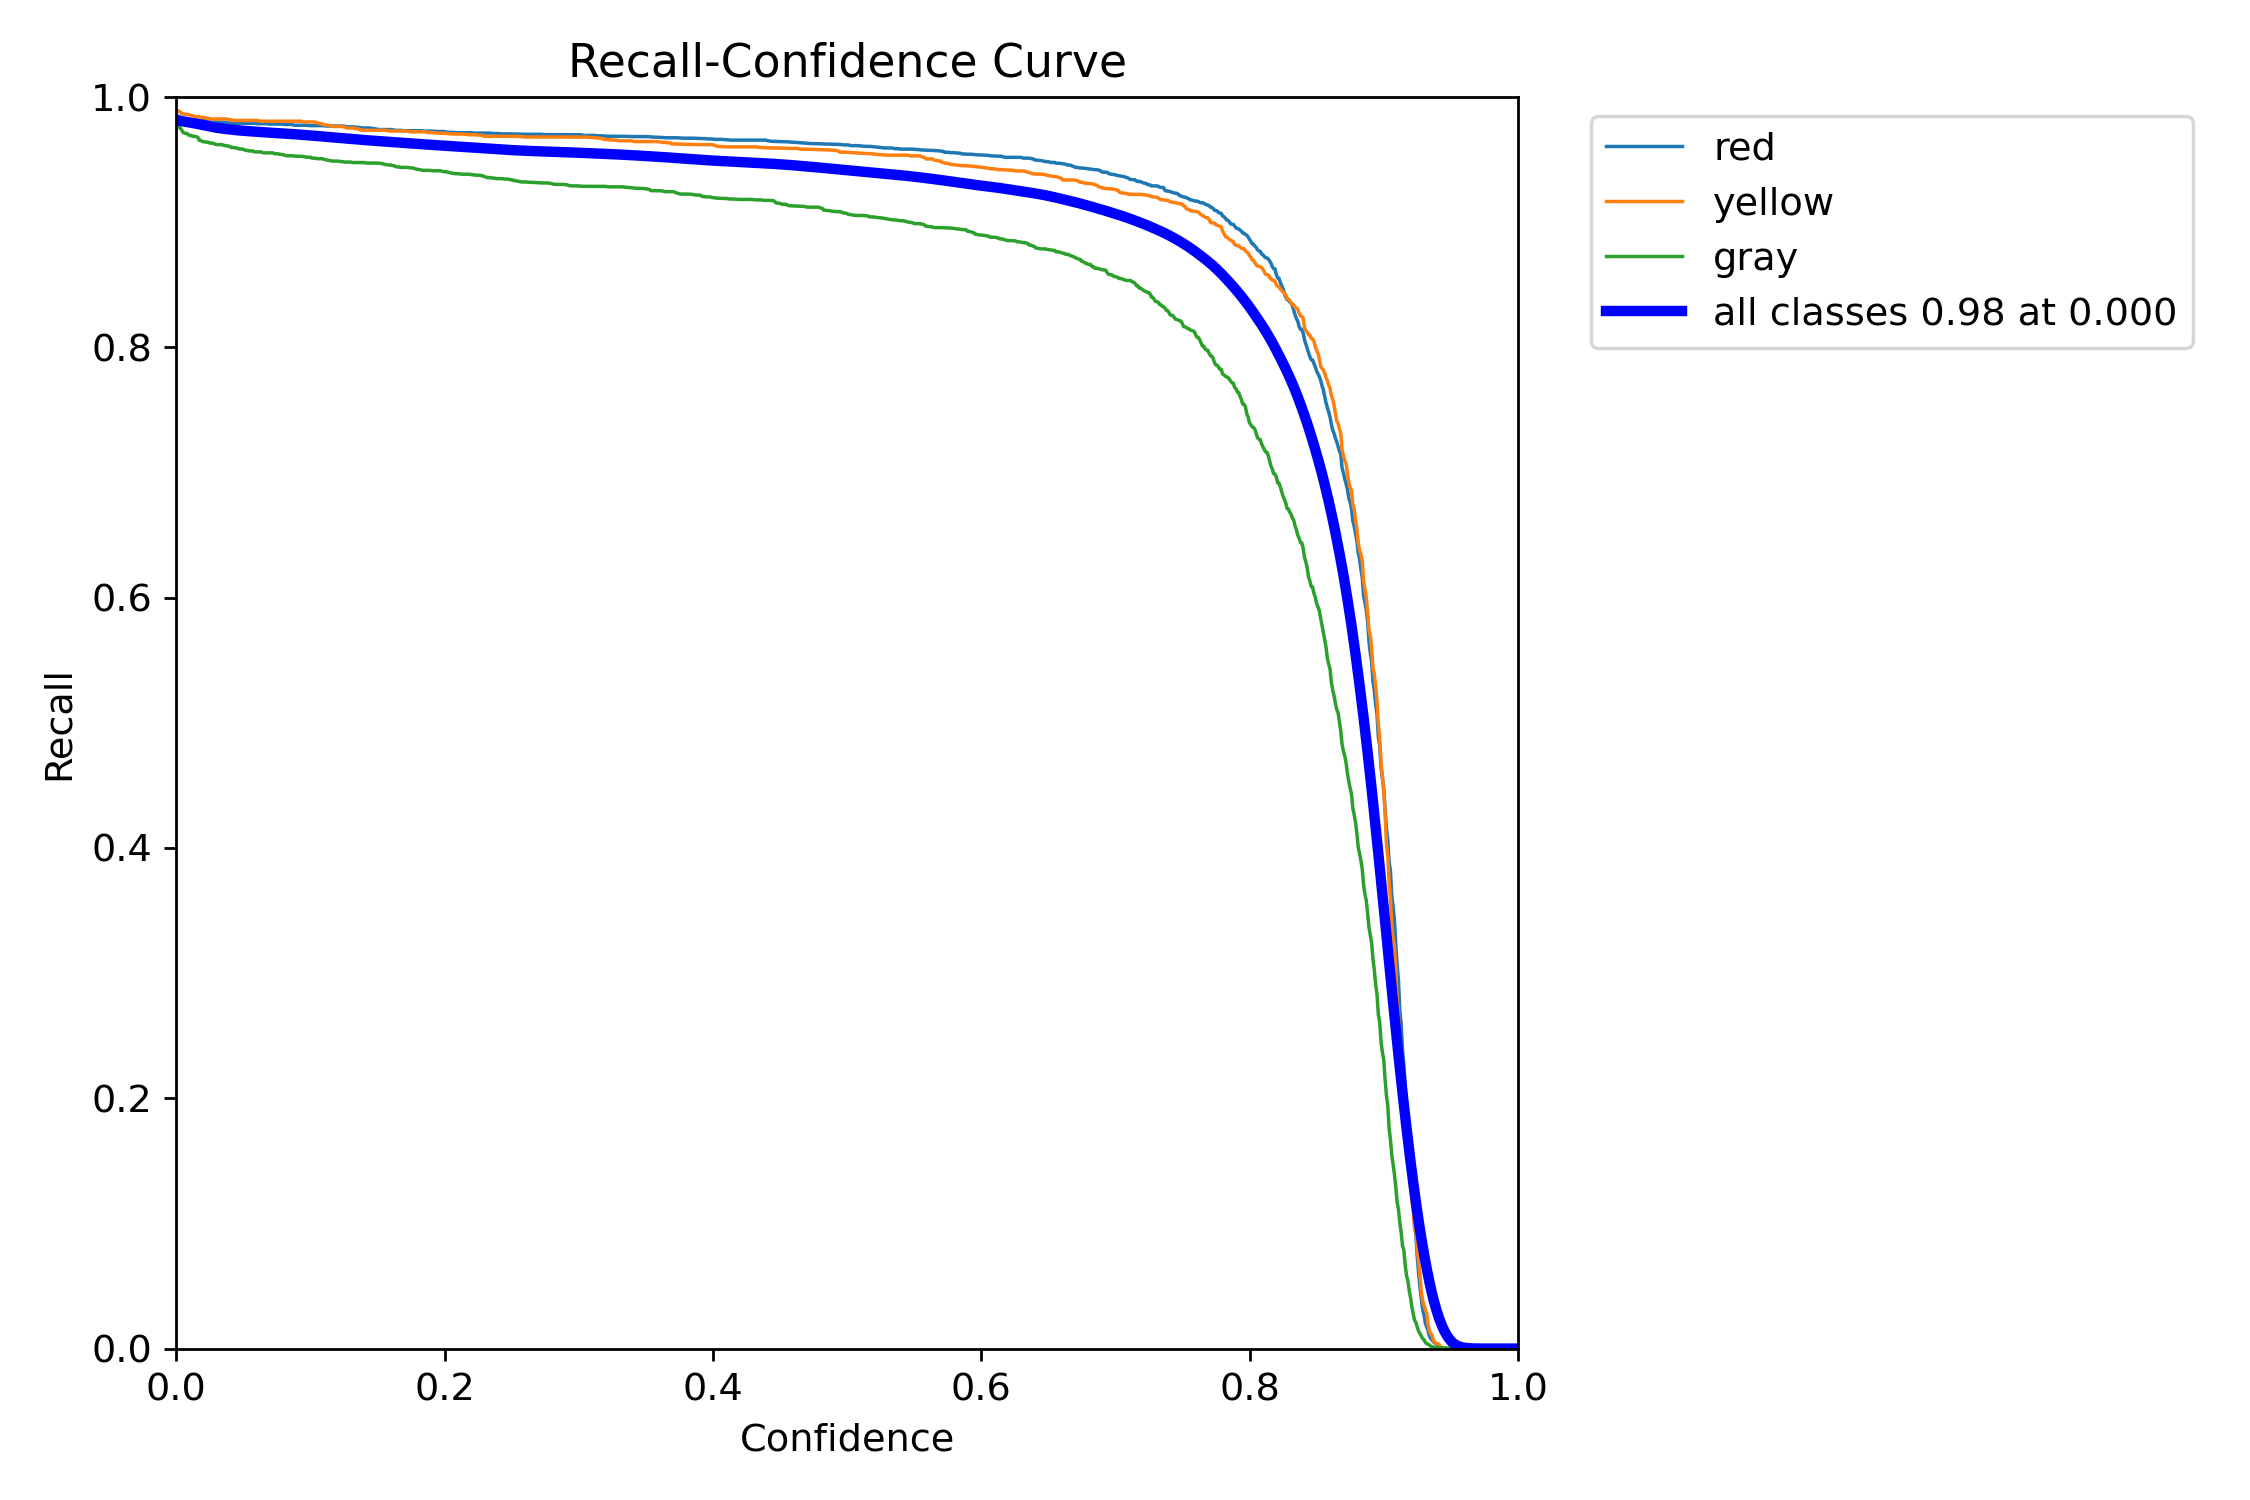 Recall-Confidence Curve
1.0
0.8
0.6
0.4
0.2
0.0
Recall
0.0 0.2 0.4 0.6 0.8 1.0
Confidence
red
yellow
gray
all classes 0.98 at 0.000